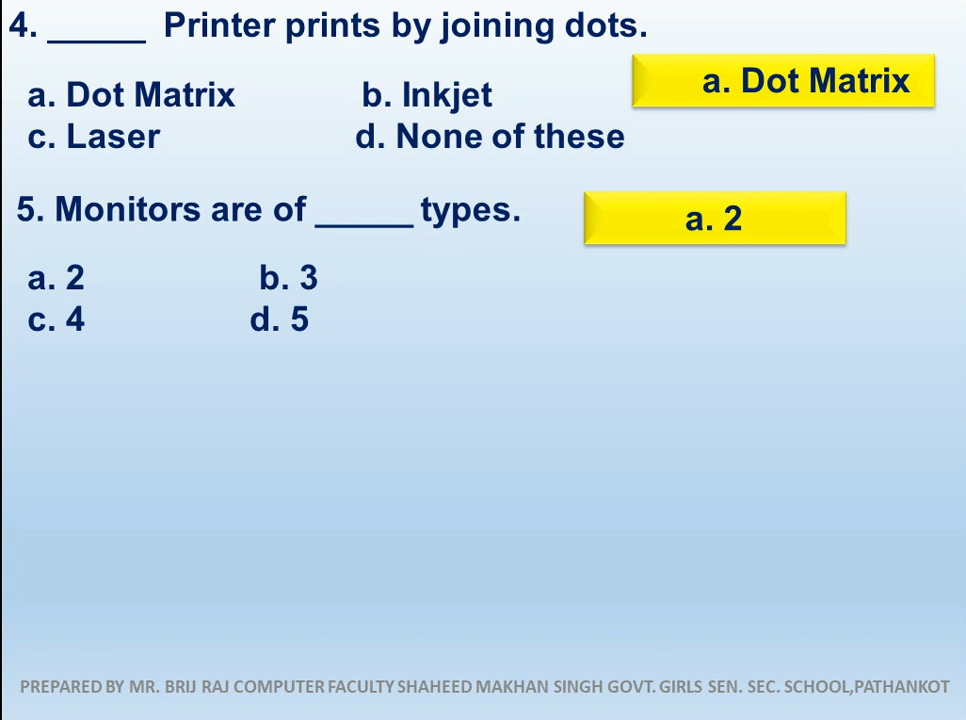 4. _____ Printer prints by joining dots.
a. Dot Matrix
a. Dot Matrix b. Inkjet
c. Laser d. None of these
5. Monitors are of _____ types.
a. 2
a. 2 b. 3
c. 4 d. 5
PREPARED BY MR. BRIJ RAJ COMPUTER FACULTY SHAHEED MAKHAN SINGH GOVT. GIRLS SEN. SEC. SCHOOL,PATHANKOT